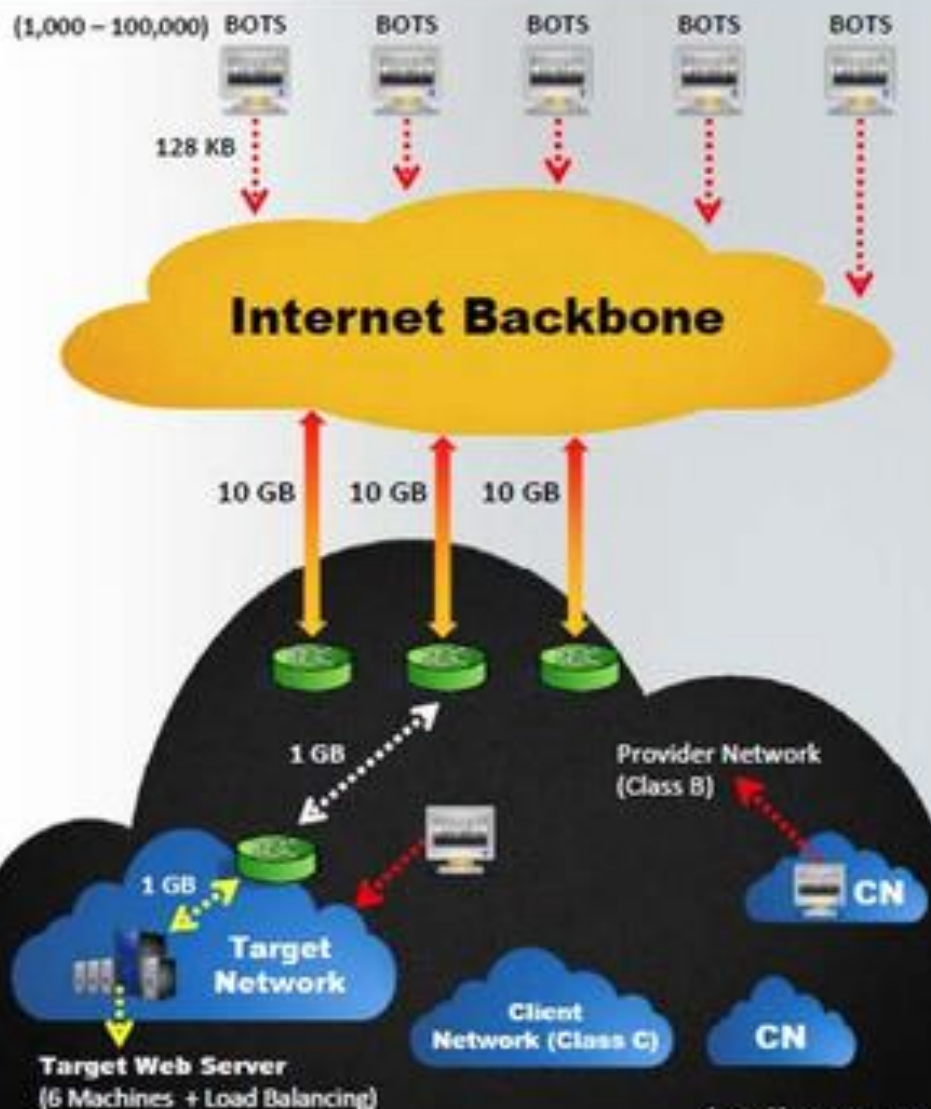 (1,000 – 100,000) BOTS BOTS BOTS BOTS BOTS
128 KB
Internet Backbone
10 GB 10 GB 10 GB
1 GB
Provider Network
(Class B)
1 GB
CN
Target
Network
Client
Network (Class C)
CN
Target Web Server
(6 Machines + Load Balancing)